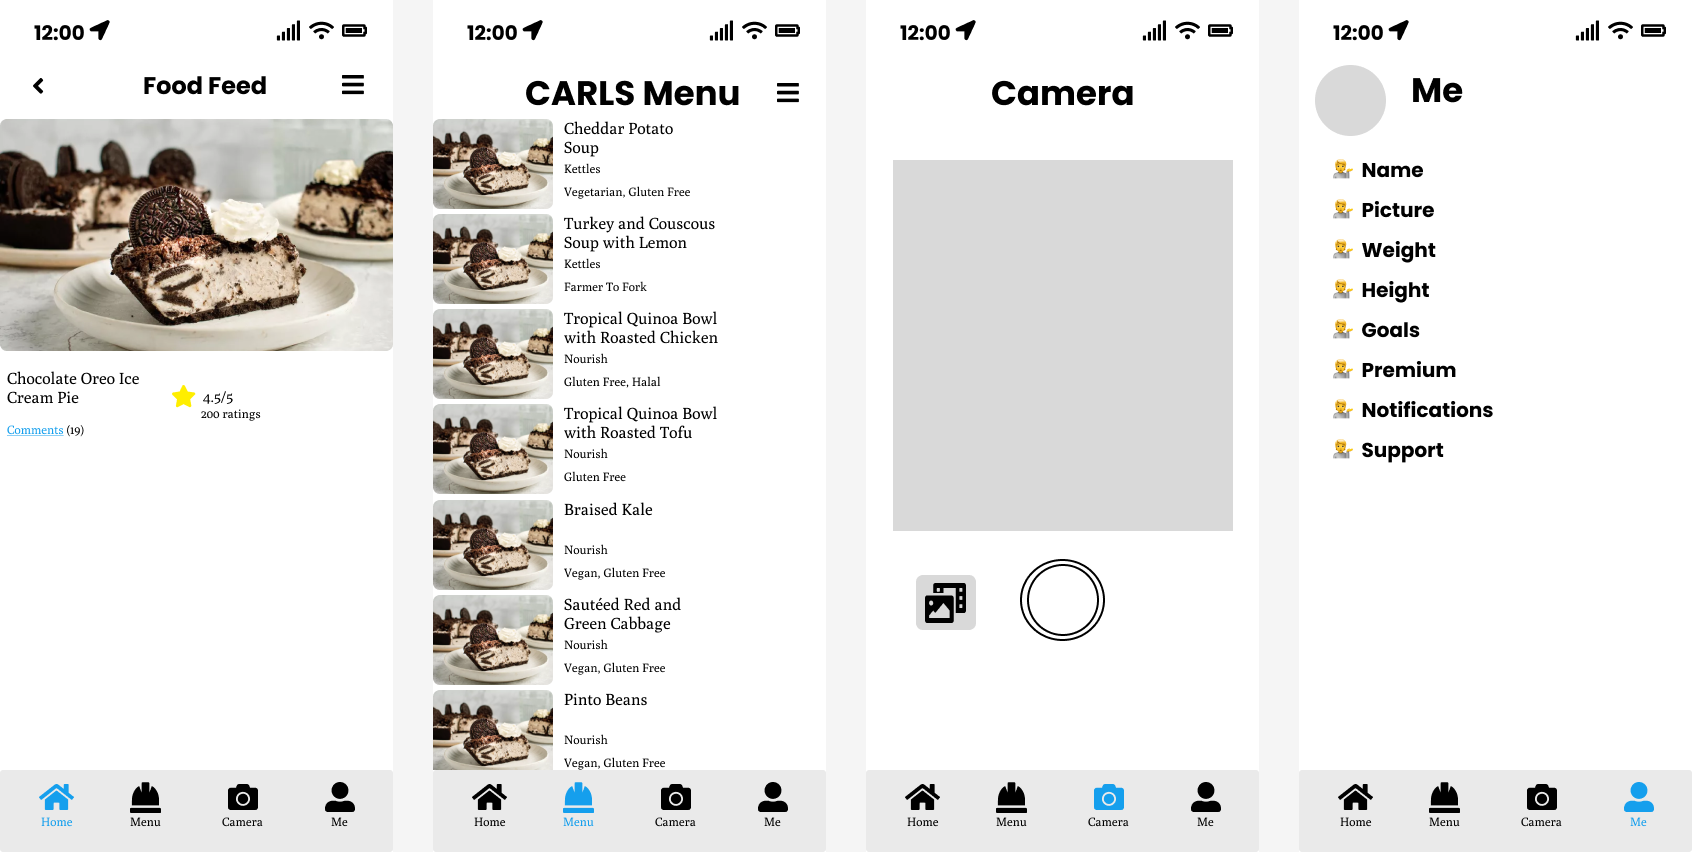 12:00
Food Feed
Chocolate Oreo Ice
Cream Pie
4.5/5
200 ratings
Comments (19)
Home
Menu
Camera
Me
12:00
CARLS Menu
Cheddar Potato
Soup
Kettles
Vegetarian, Gluten Free
Turkey and Couscous
Soup with Lemon
Kettles
Farmer To Fork
Tropical Quinoa Bowl
with Roasted Chicken
Nourish
Gluten Free, Halal
Tropical Quinoa Bowl
with Roasted Tofu
Nourish
Gluten Free
Braised Kale
Nourish
Vegan, Gluten Free
Sautéed Red and
Green Cabbage
Nourish
Vegan, Gluten Free
Pinto Beans
Nourish
Vegan, Gluten Free
Home
Menu
Camera
Me
12:00
Camera
Home
Menu
Camera
Me
12:00
Me
Name
Picture
Weight
Height
Goals
Premium
Notifications
Support
Home
Menu
Camera
Me